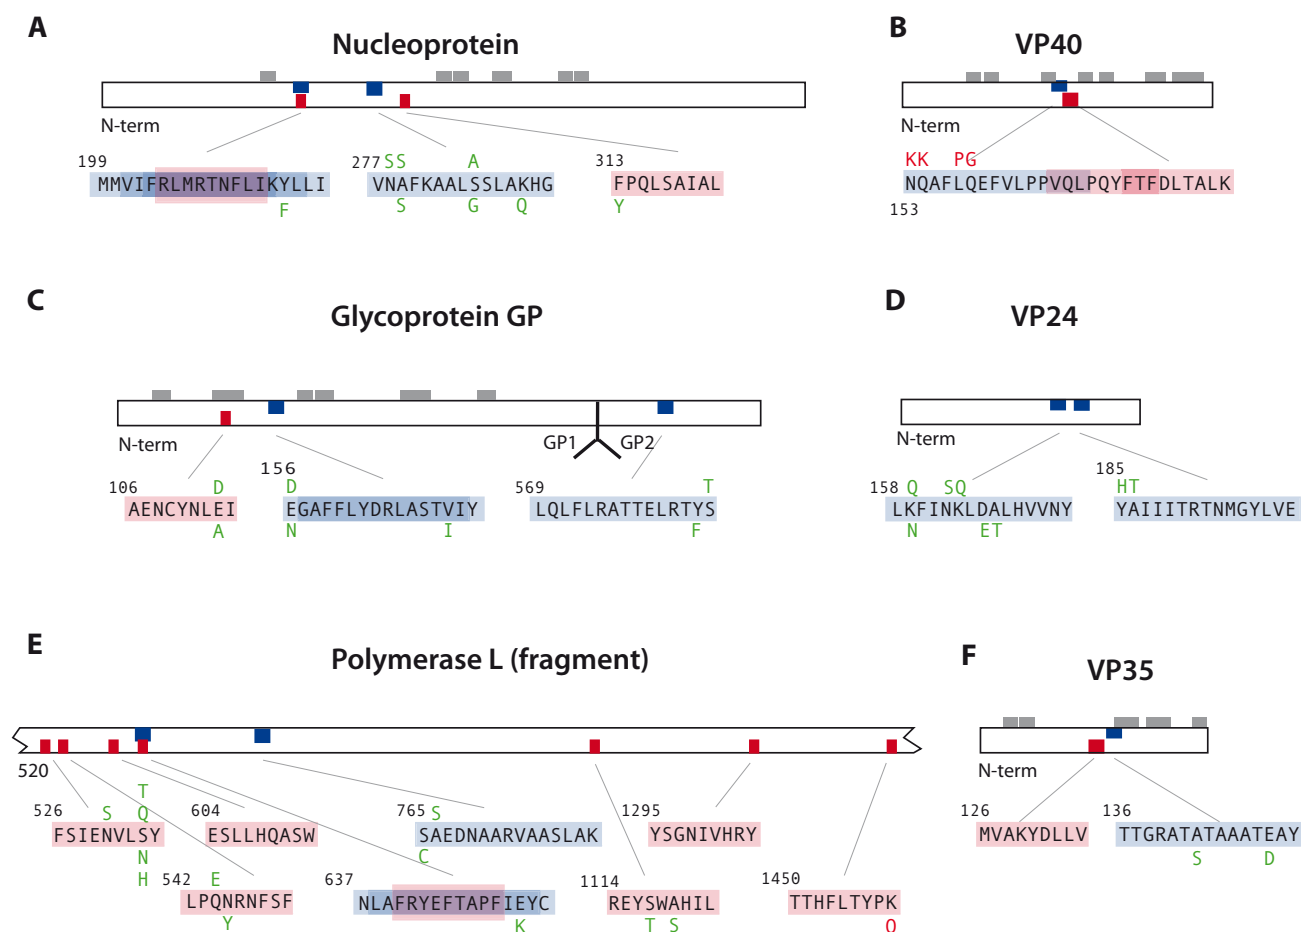 A
Nucleoprotein
N-term
199
MMVIFRLMRTNFLIKYLLI
F
277
SS A
VNAFKAALSSLAKHG
S G Q
313
FPQLSAIAL
Y
B
VP40
N-term
KK PG
NQAFLQEFVLPPVQLPQYFTFDLTALK
153
C
Glycoprotein GP
N-term
GP1 GP2
106
D
AENCYNLEI
A
156
D
EGAFFLYDRLASTVIY
N I
569
T
LQLFLRATTELRTYS
F
D
VP24
N-term
158
Q SQ
LKFINKLDALHVVNY
N ET
185
HT
YAIIITRTNMGYLVE
E
Polymerase L (fragment)
520
526
S
T
Q
FSIENVLSY
N
H
604
ESLLHQASW
765
S
SAEDNAARVAASLAK
C
1295
YSGNIVHRY
542
E
LPQNRNFSF
Y
637
NLAFRYEFTAPFIEYC
K
1114
REYSWAHIL
T S
1450
TTHFLTYPK
Q
F
VP35
N-term
126
MVAKYDLLV
136
TTGRATATAAATEAY
S D